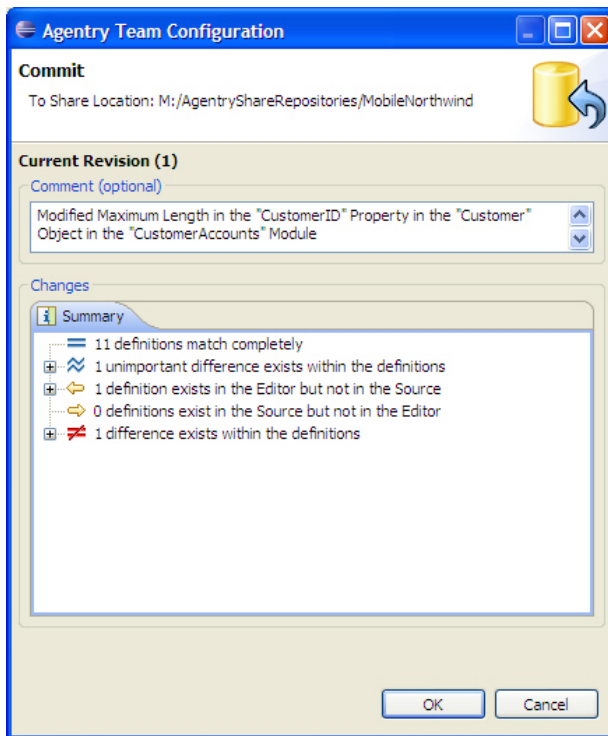 Agentry Team Configuration
Commit
To Share Location: M:/AgentryShareRepositories/MobileNorthwind
Current Revision (1)
Comment (optional)
Modified Maximum Length in the "CustomerID" Property in the "Customer"
Object in the "CustomerAccounts" Module
Changes
Summary
11 definitions match completely
1 unimportant difference exists within the definitions
1 definition exists in the Editor but not in the Source
0 definitions exist in the Source but not in the Editor
1 difference exists within the definitions
OK Cancel